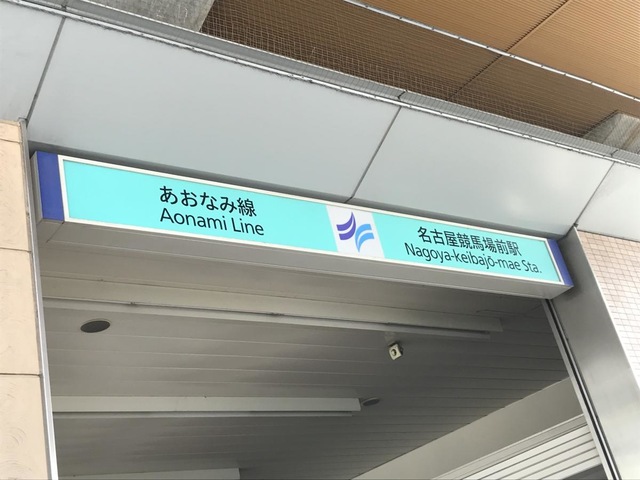 あおなみ線
Aonami Line
名古屋競馬場前駅
Nagoya-keibajō-mae Sta.